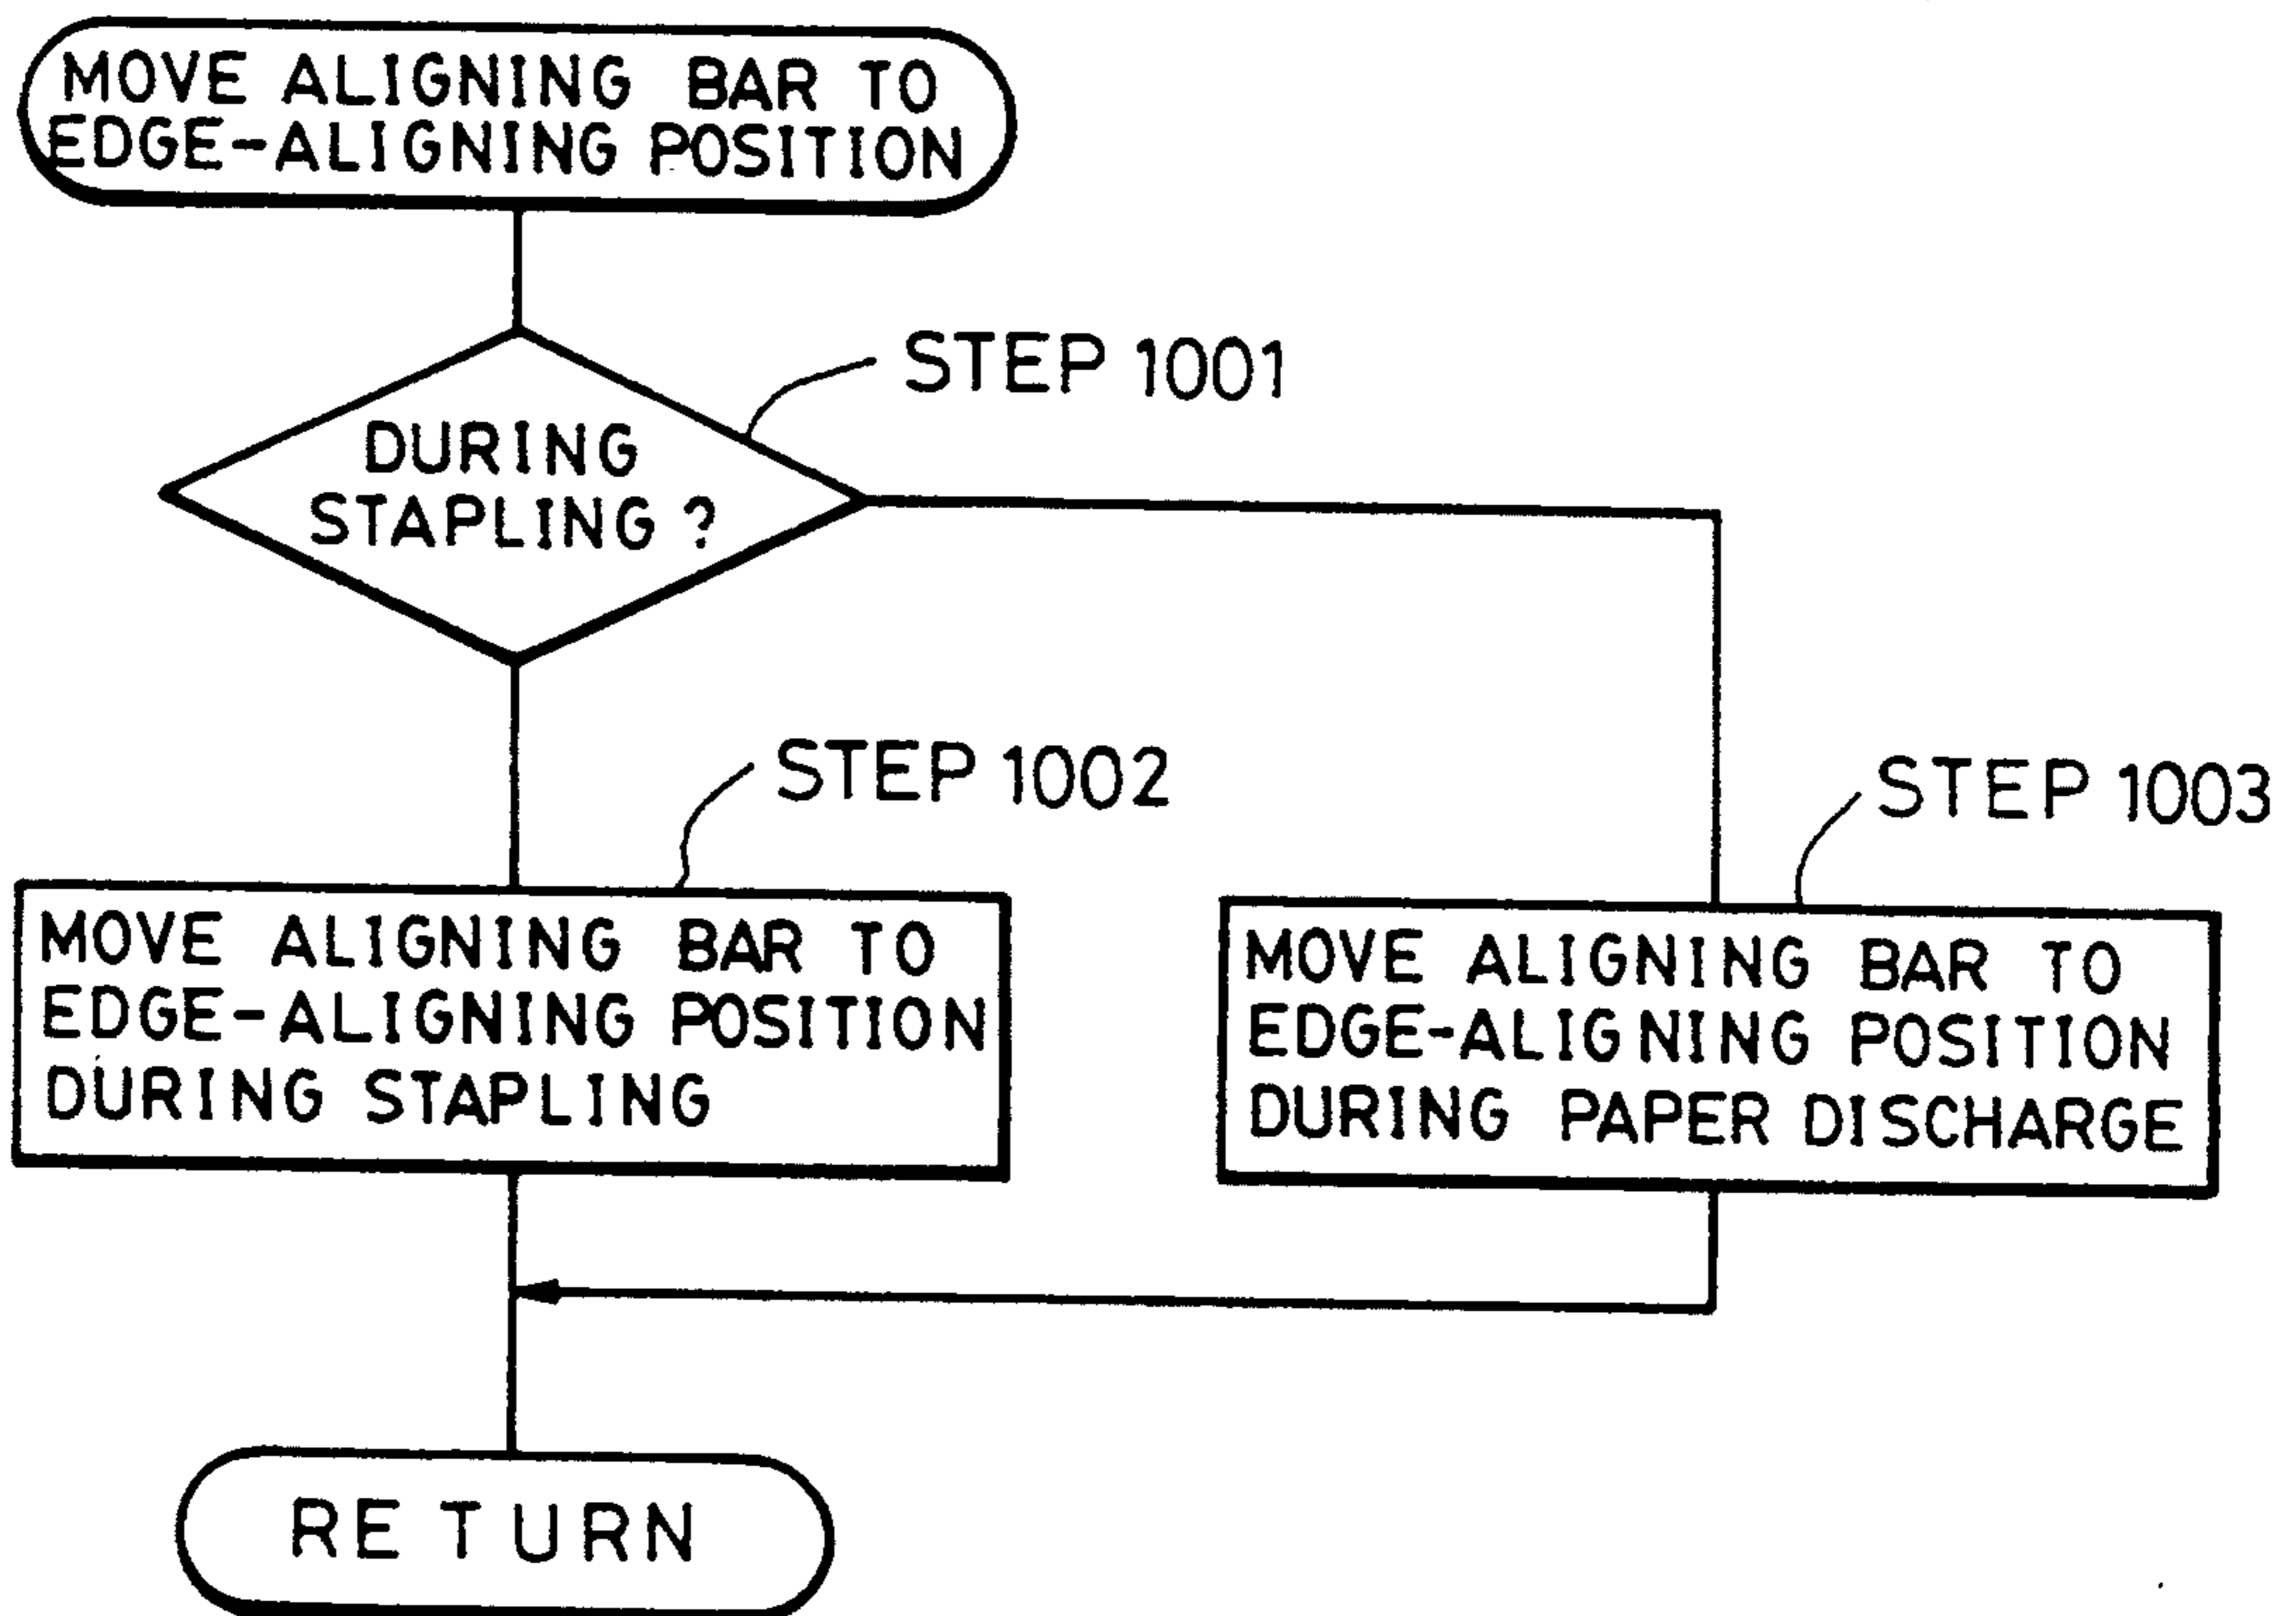 MOVE ALIGNING BAR TO
EDGE-ALIGNING POSITION
STEP 1001
DURING
STAPLING ?
STEP 1002
MOVE ALIGNING BAR TO
EDGE-ALIGNING POSITION
DURING STAPLING
STEP 1003
MOVE ALIGNING BAR TO
EDGE-ALIGNING POSITION
DURING PAPER DISCHARGE
RETURN